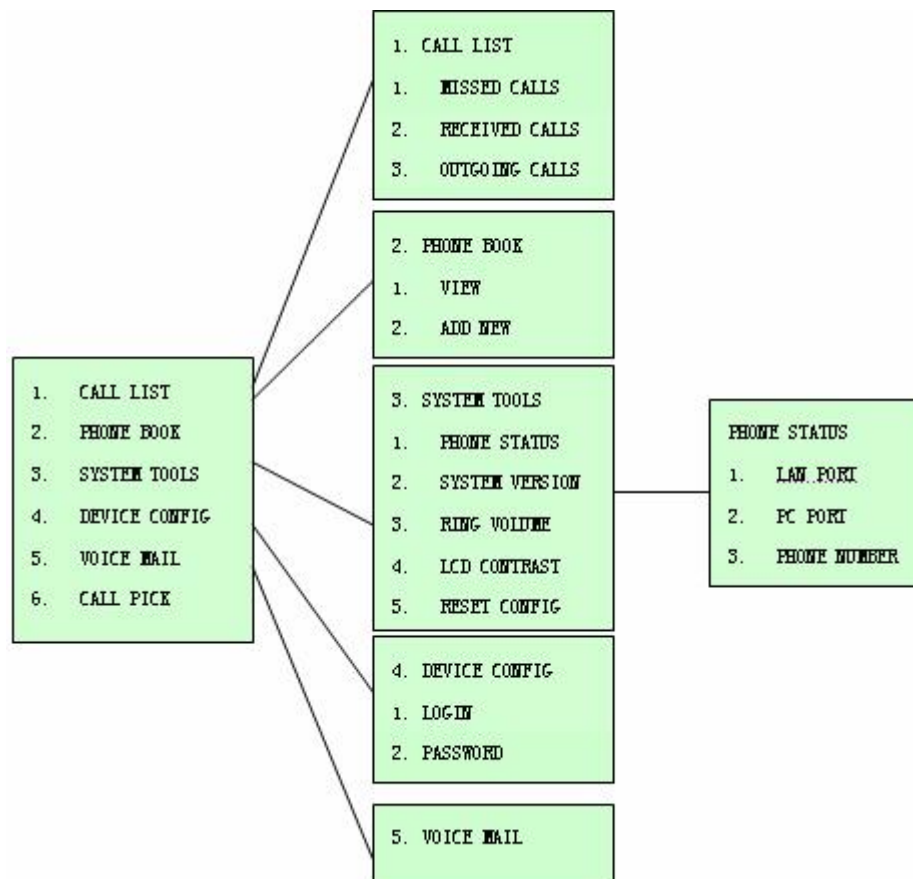 1. CALL LIST
1. MISSED CALLS
2. RECEIVED CALLS
3. OUTGOING CALLS
2. PHONE BOOK
1. VIEW
2. ADD NEW
1. CALL LIST
2. PHONE BOOK
3. SYSTEM TOOLS
4. DEVICE CONFIG
5. VOICE MAIL
6. CALL PICK
3. SYSTEM TOOLS
1. PHONE STATUS
2. SYSTEM VERSION
3. RING VOLUME
4. LCD CONTRAST
5. RESET CONFIG
PHONE STATUS
1. LAN PORT
2. PC PORT
3. PHONE NUMBER
4. DEVICE CONFIG
1. LOGIN
2. PASSWORD
5. VOICE MAIL